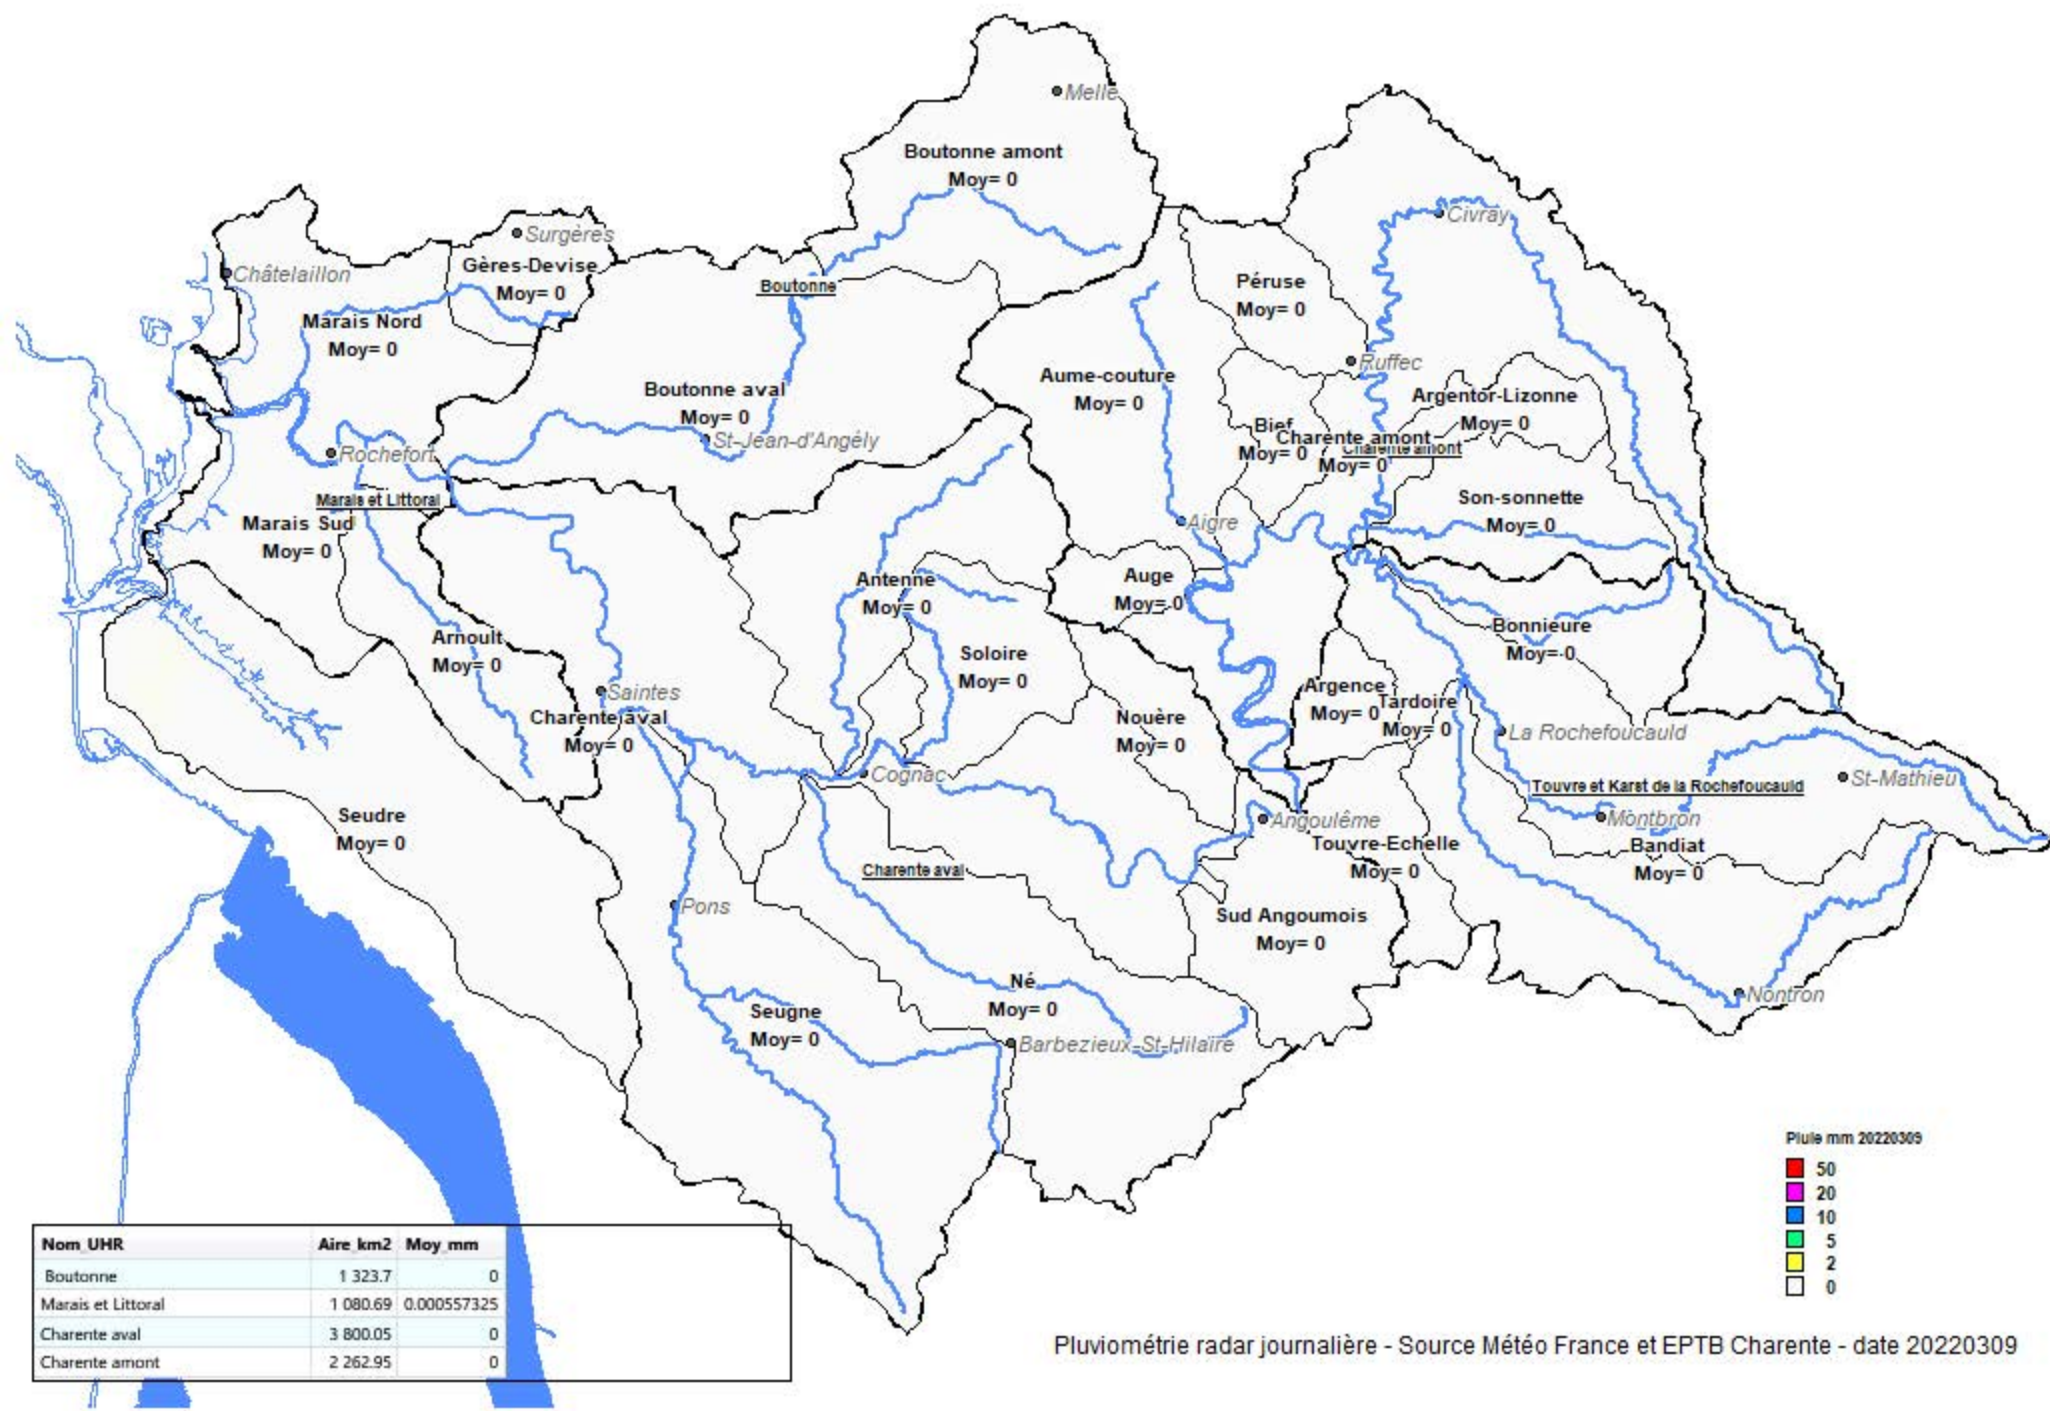 Melle
Boutonne amont
Moy= 0
Civray
Surgères
Châtelaillon
Gères-Devise
Moy= 0
Boutonne
Péruse
Moy= 0
Marais Nord
Moy= 0
Ruffec
Aume-couture
Moy= 0
Boutonne aval
Moy= 0
Argentor-Lizonne
Moy= 0
St-Jean-d'Angély
Bief
Moy= 0
Charente amont
Moy= 0
Charente amont
Rochefort
Marais et Littoral
Son-sonnette
Moy= 0
Marais Sud
Moy= 0
Aigre
Antenne
Moy= 0
Auge
Moy= 0
Bonnieure
Moy= 0
Arnoult
Moy= 0
Soloire
Moy= 0
Saintes
Charente aval
Moy= 0
Nouère
Moy= 0
Argence
Moy= 0
Tardoire
Moy= 0
La Rochefoucauld
Cognac
Touvre et Karst de la Rochefoucauld
St-Mathieu
Seudre
Moy= 0
Angoulême
Montbron
Touvre-Echelle
Moy= 0
Bandiat
Moy= 0
Charente aval
Pons
Sud Angoumois
Moy= 0
Né
Moy= 0
Nontron
Seugne
Moy= 0
Barbezieux-St-Hilaire
Pluie mm 20220309
50
20
10
5
2
0
Nom_UHR Aire_km2 Moy_mm
Boutonne 1 323.7 0
Marais et Littoral 1 080.69 0.000557325
Charente aval 3 800.05 0
Charente amont 2 262.95 0
Pluviométrie radar journalière - Source Météo France et EPTB Charente - date 20220309